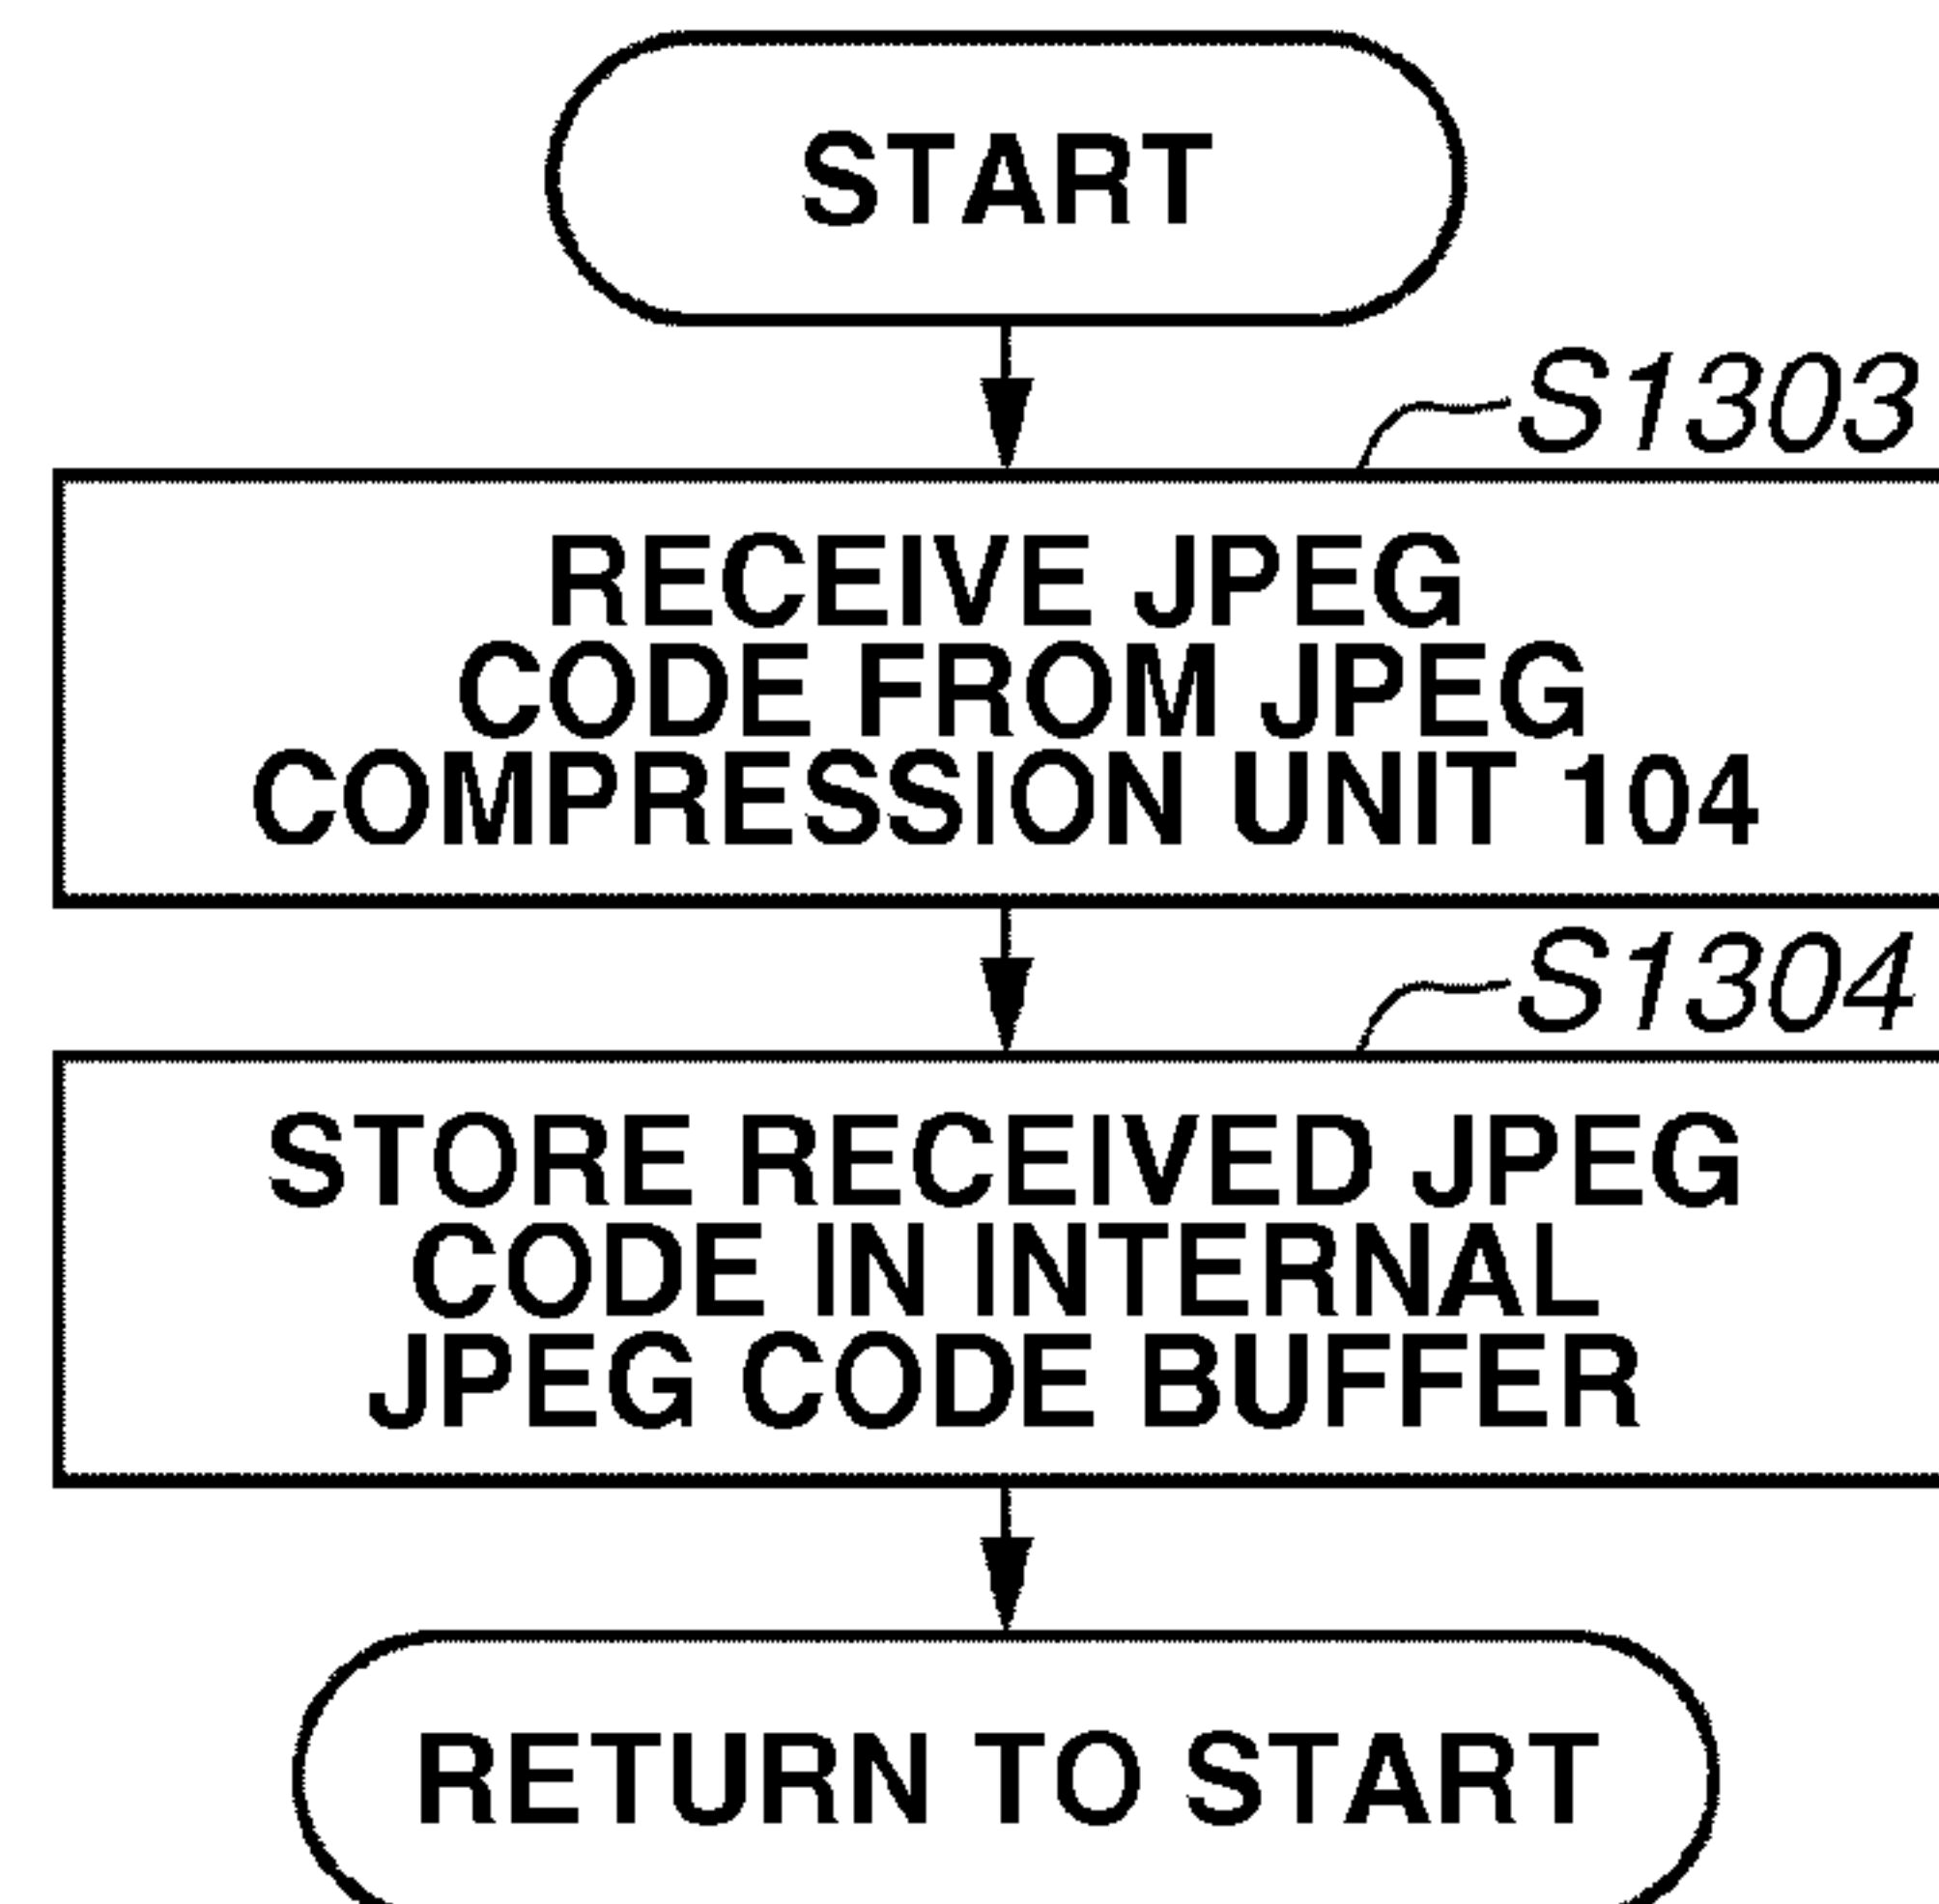 START
S1303
RECEIVE JPEG
CODE FROM JPEG
COMPRESSION UNIT 104
S1304
STORE RECEIVED JPEG
CODE IN INTERNAL
JPEG CODE BUFFER
RETURN TO START